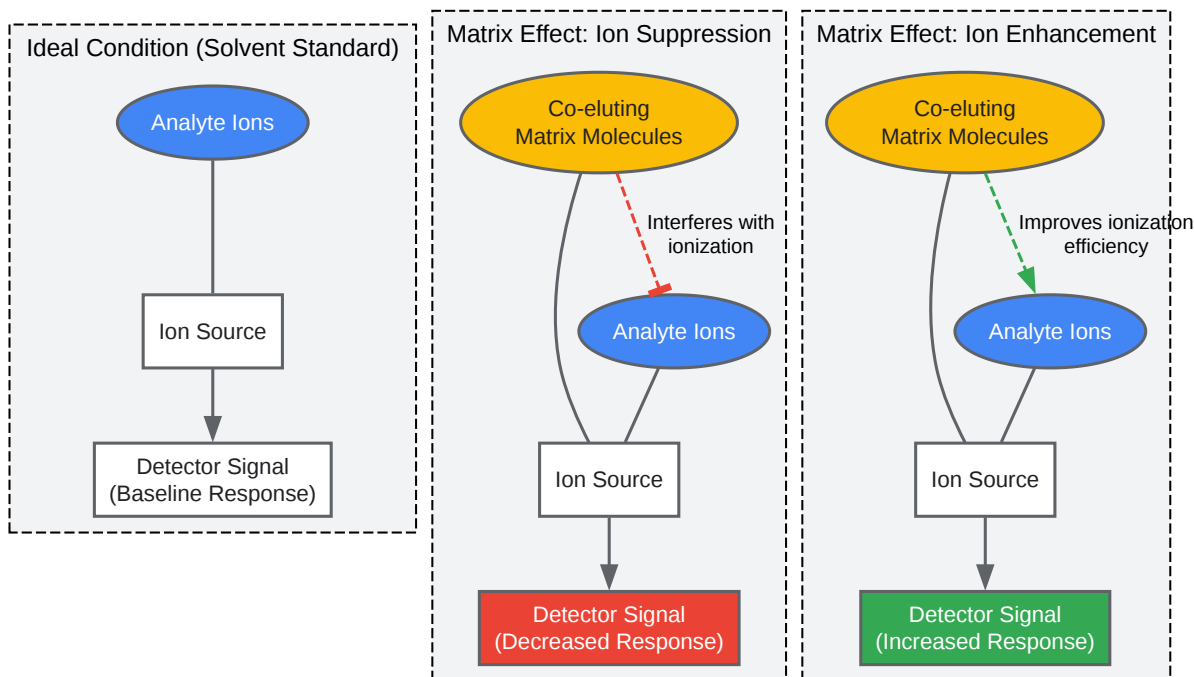 Ideal Condition (Solvent Standard)
Analyte Ions
Ion Source
Detector Signal
(Baseline Response)
Matrix Effect: Ion Suppression
Co-eluting
Matrix Molecules
Interferes with
ionization
Analyte Ions
Ion Source
Detector Signal
(Decreased Response)
Matrix Effect: Ion Enhancement
Co-eluting
Matrix Molecules
Improves ionization
efficiency
Analyte Ions
Ion Source
Detector Signal
(Increased Response)